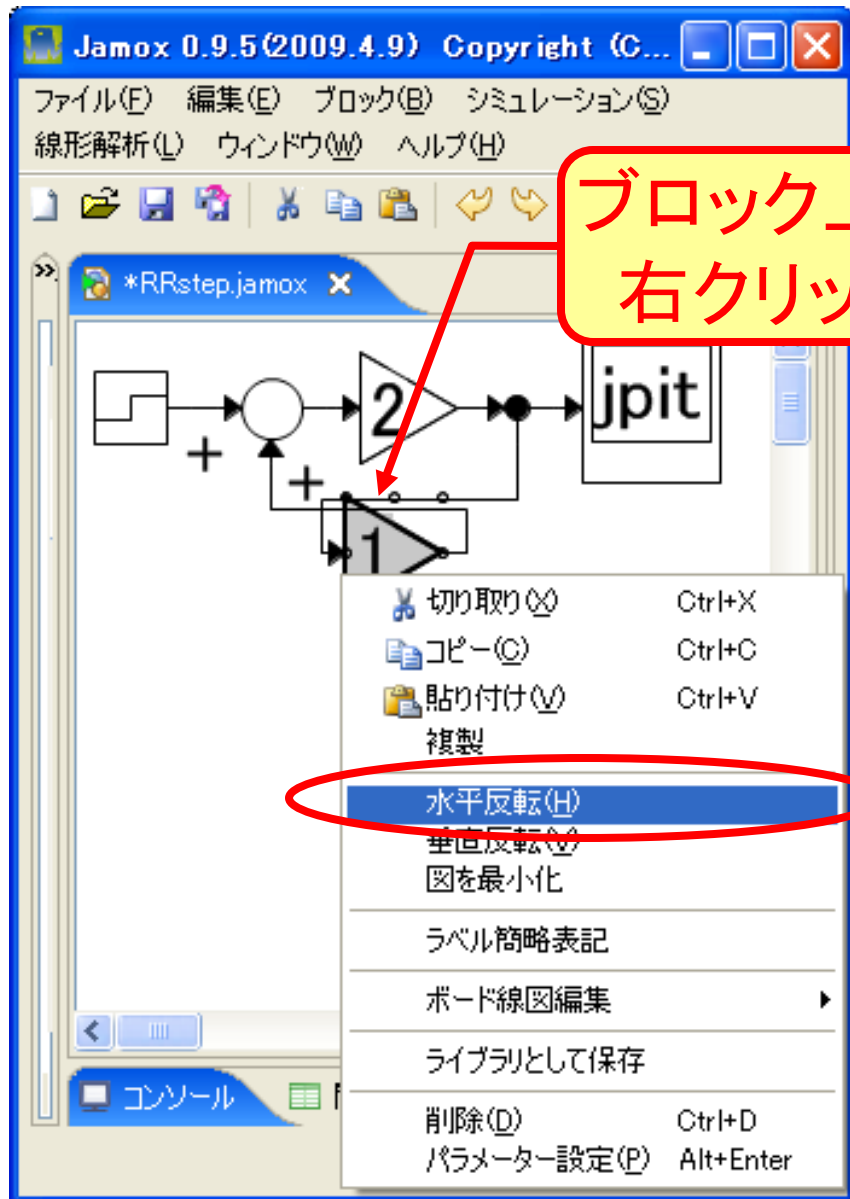 Jamox 0.9.5(2009.4.9) Copyright (C...
ファイル(F) 編集(E) ブロック(B) シミュレーション(S)
線形解析(L) ウィンドウ(W) ヘルプ(H)
ブロック上
右クリッ
*RRstep.jamox
2
jpit
+
+
1
切り取り(X) Ctrl+X
コピー(C) Ctrl+C
貼り付け(V) Ctrl+V
複製
水平反転(H)
垂直反転(V)
図を最小化
ラベル簡略表記
ボード線図編集
ライブラリとして保存
コンソール
削除(D) Ctrl+D
パラメーター設定(P) Alt+Enter